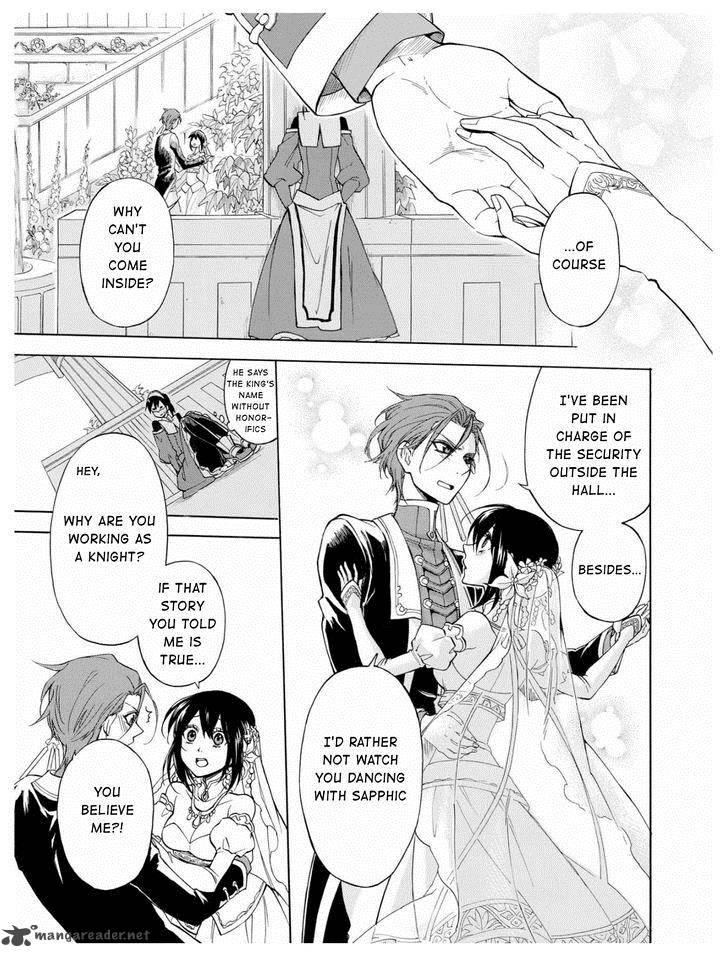 ...OF
COURSE
WHY
CAN'T
YOU
COME
INSIDE?
I'VE BEEN
PUT IN
CHARGE OF
THE SECURITY
OUTSIDE THE
HALL...
BESIDES...
I'D RATHER
NOT WATCH
YOU DANCING
WITH SAPPHIC
HE SAYS
THE KING'S
NAME
WITHOUT
HONOR-
IFICS
HEY,
WHY ARE YOU
WORKING AS
A KNIGHT?
IF THAT
STORY
YOU TOLD
ME IS
TRUE...
YOU
BELIEVE
ME?!
mangareader.net